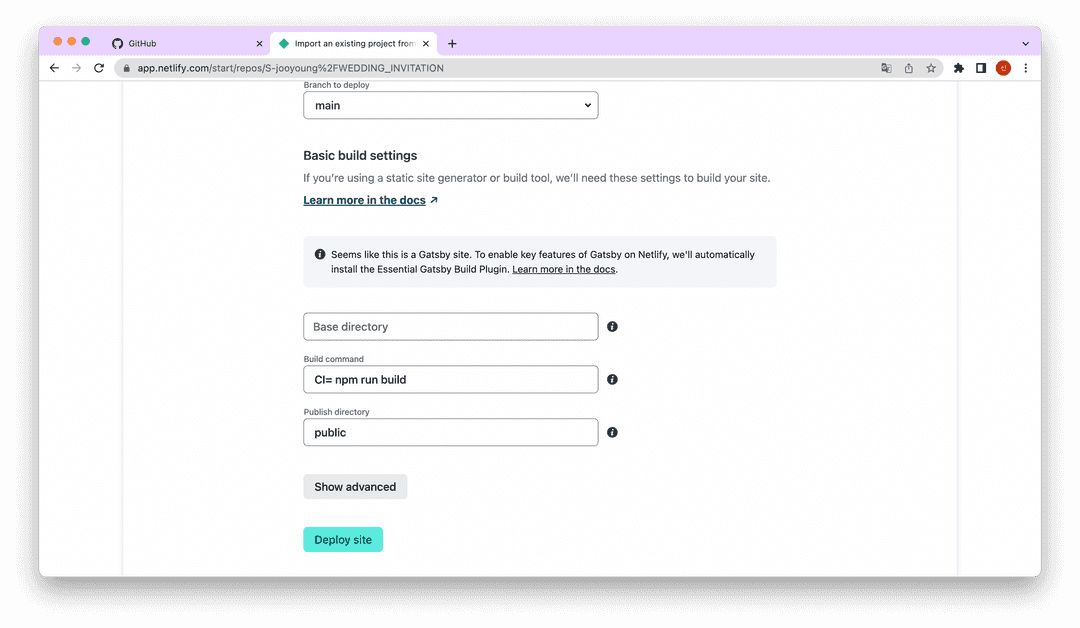 GitHub
Import an existing project from
app.netlify.com/start/repos/S-jooyoung%2FWEDDING_INVITATION
Branch to deploy
main
Basic build settings
If you're using a static site generator or build tool, we'll need these settings to build your site.
Learn more in the docs ↗
Seems like this is a Gatsby site. To enable key features of Gatsby on Netlify, we'll automatically
install the Essential Gatsby Build Plugin. Learn more in the docs.
Base directory
Build command
CI= npm run build
Publish directory
public
Show advanced
Deploy site